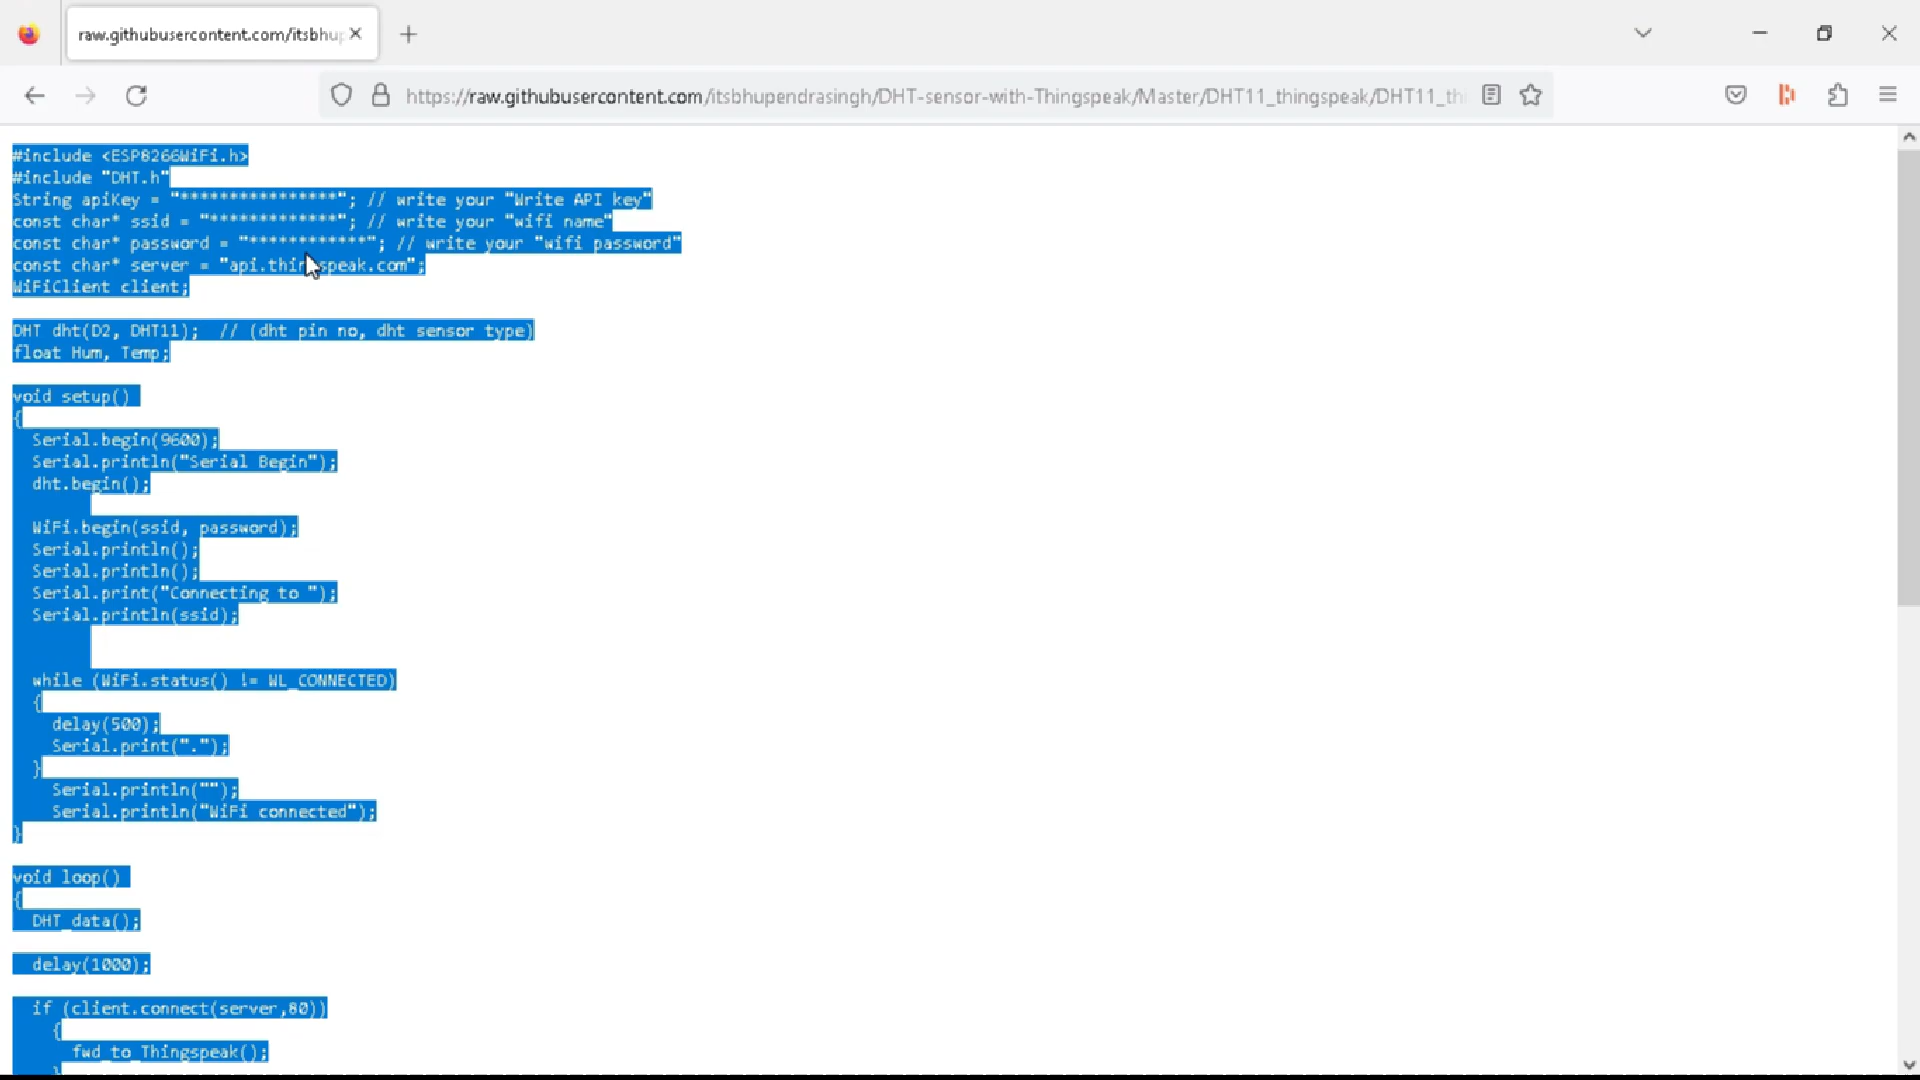 raw.githubusercontent.com/itsbhup
https://raw.githubusercontent.com/itsbhupendrasingh/DHT-sensor-with-Thingspeak/Master/DHT11_thingspeak/DHT11_thi
#include <ESP8266WiFi.h>
#include "DHT.h"
String apiKey = "****************"; // write your "Write API key"
const char* ssid = "*************"; // write your "wifi name"
const char* password = "************"; // write your "wifi password"
const char* server = "api.thingspeak.com";
WiFiClient client;
DHT dht(D2, DHT11);  // (dht pin no, dht sensor type)
float Hum, Temp;
void setup()
{
  Serial.begin(9600);
  Serial.println("Serial Begin");
  dht.begin();
  WiFi.begin(ssid, password);
  Serial.println();
  Serial.println();
  Serial.print("Connecting to ");
  Serial.println(ssid);
  while (WiFi.status() != WL_CONNECTED)
  {
    delay(500);
    Serial.print(".");
  }
    Serial.println("");
    Serial.println("WiFi connected");
}
void loop()
{
  DHT_data();
  delay(1000);
  if (client.connect(server,80))
    {
      fwd_to_Thingspeak();
    }